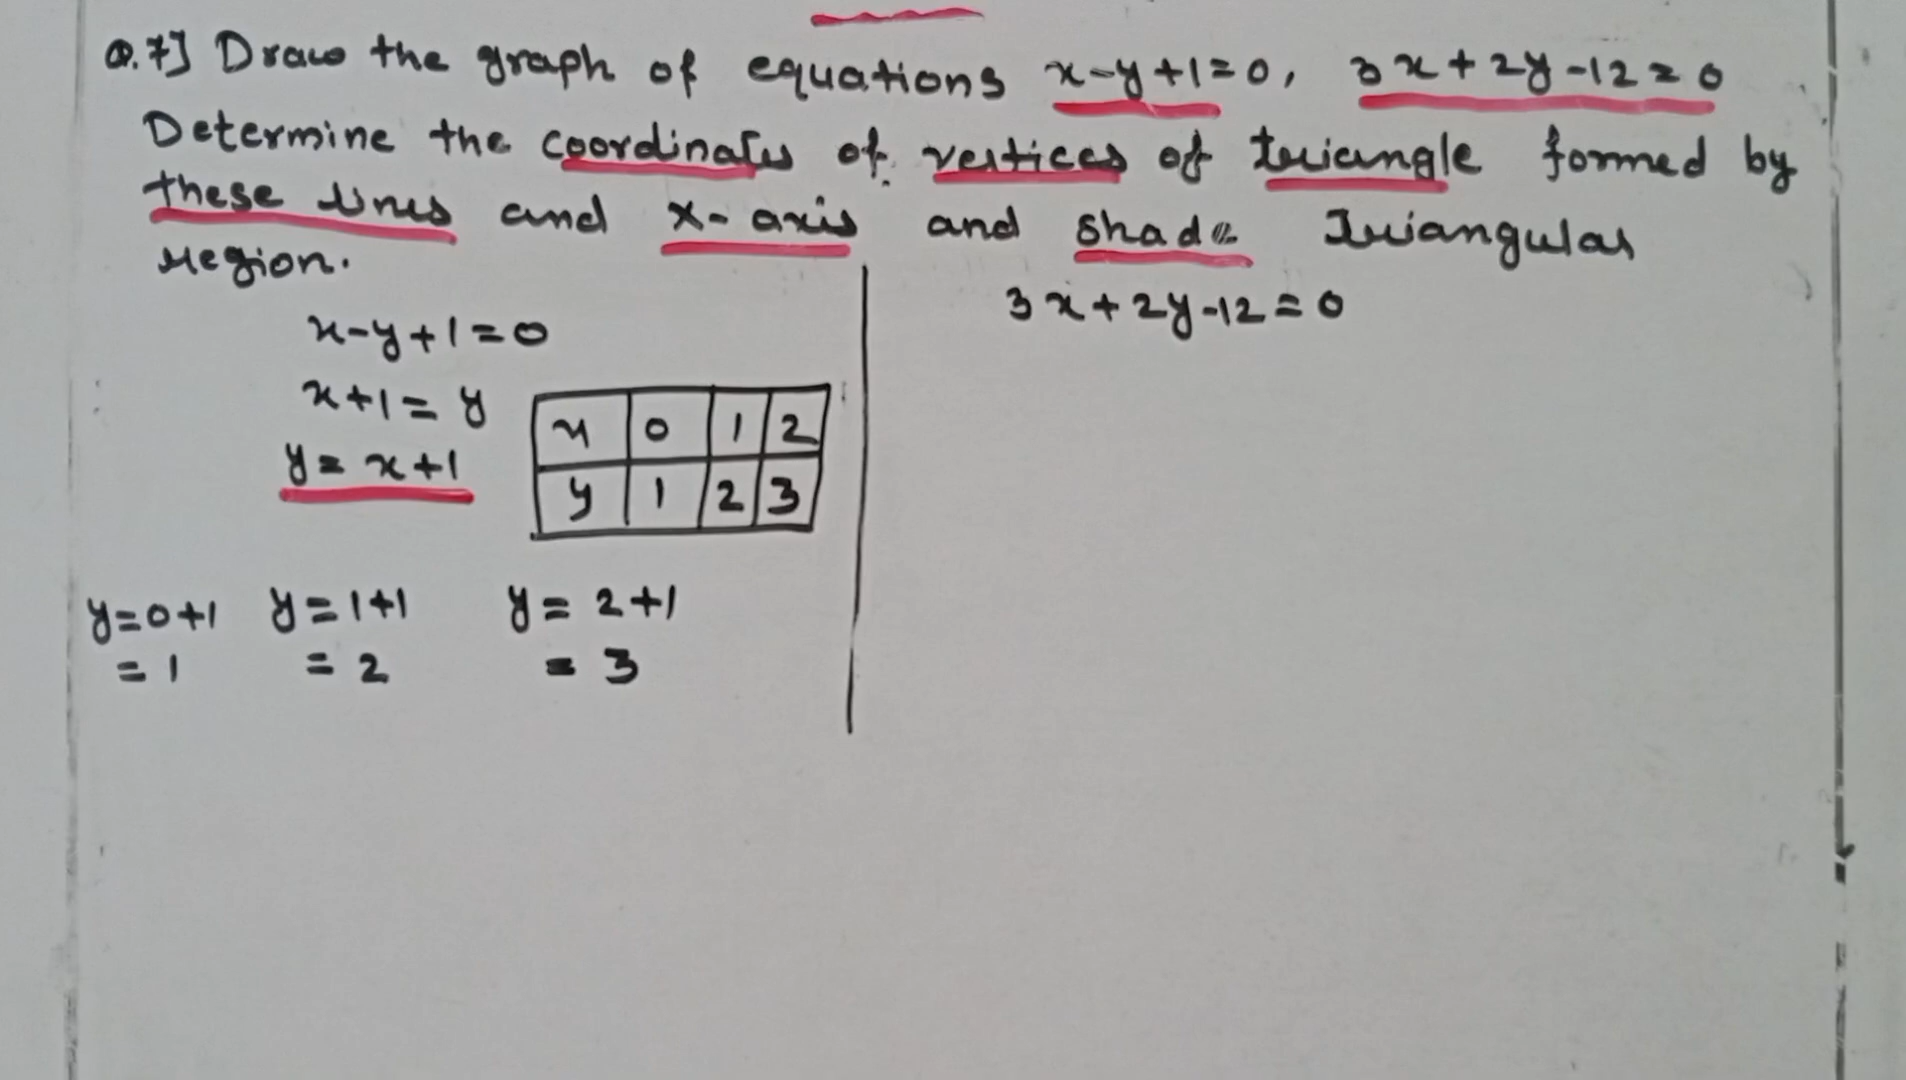 Q.7] Draw the graph of equations x-y+1=0, 3x+2y-12=0
Determine the coordinates of vertices of triangle formed by
these lines and x-axis and shade Triangular
region.
x-y+1=0
x+1=y
y=x+1
x 0 1 2
y 1 2 3
y=0+1 y=1+1 y=2+1
=1 =2 =3
3x+2y-12=0